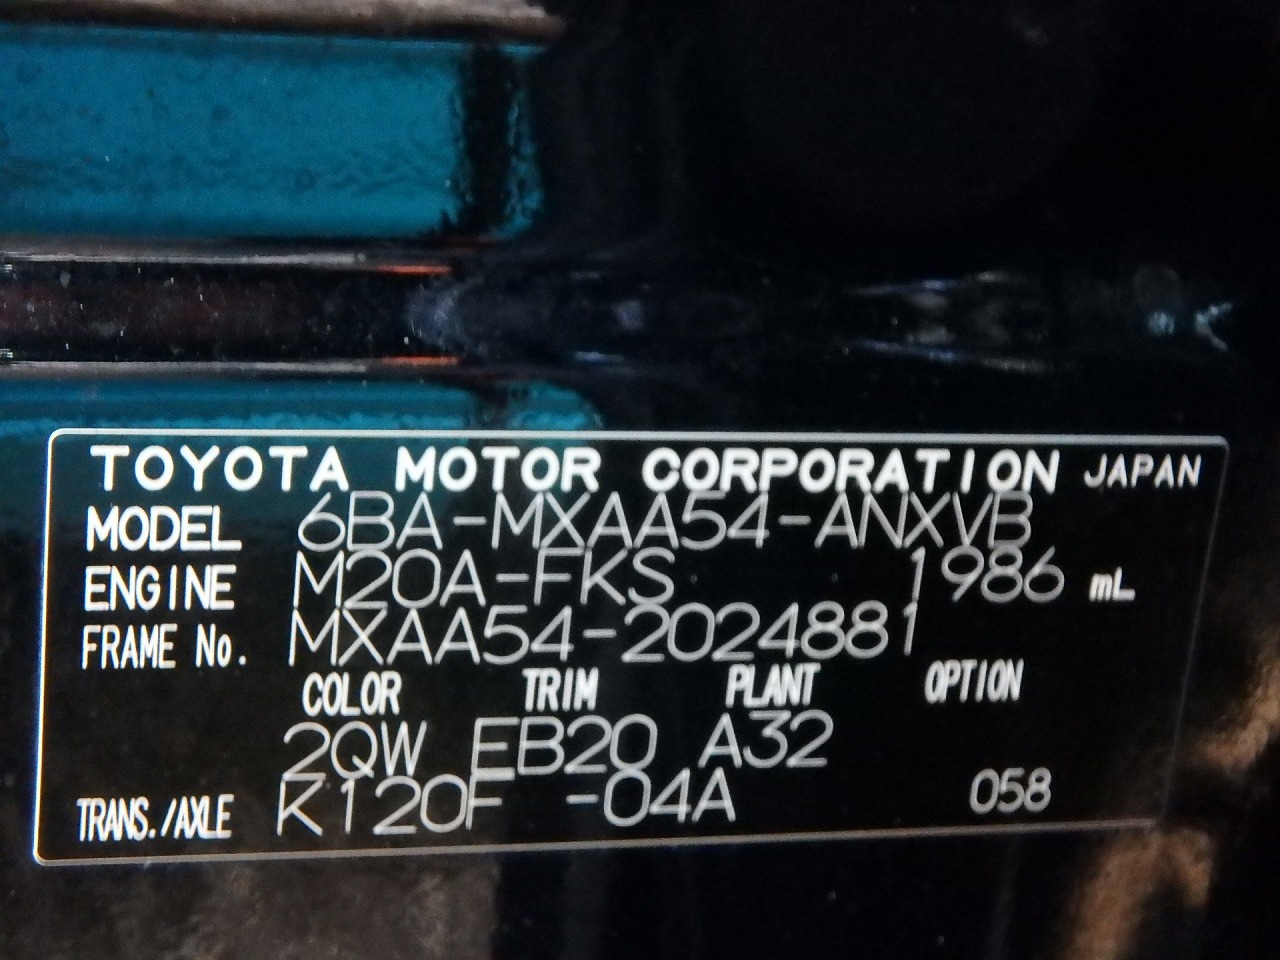 TOYOTA MOTOR CORPORATION JAPAN
MODEL 6BA-MXAA54-ANXVB
ENGINE M20A-FKS 1986 mL
FRAME No. MXAA54-2024881
COLOR TRIM PLANT OPTION
2QW EB20 A32
TRANS./AXLE K120F -04A 058